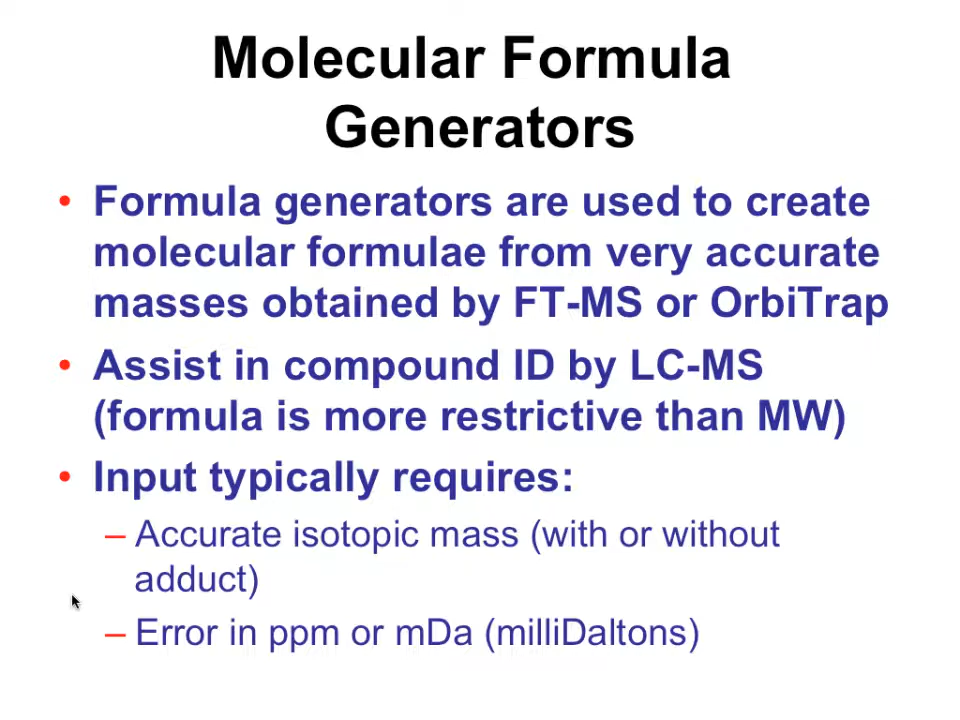 Molecular Formula
Generators
• Formula generators are used to create
molecular formulae from very accurate
masses obtained by FT-MS or OrbiTrap
• Assist in compound ID by LC-MS
(formula is more restrictive than MW)
• Input typically requires:
– Accurate isotopic mass (with or without
adduct)
– Error in ppm or mDa (milliDaltons)